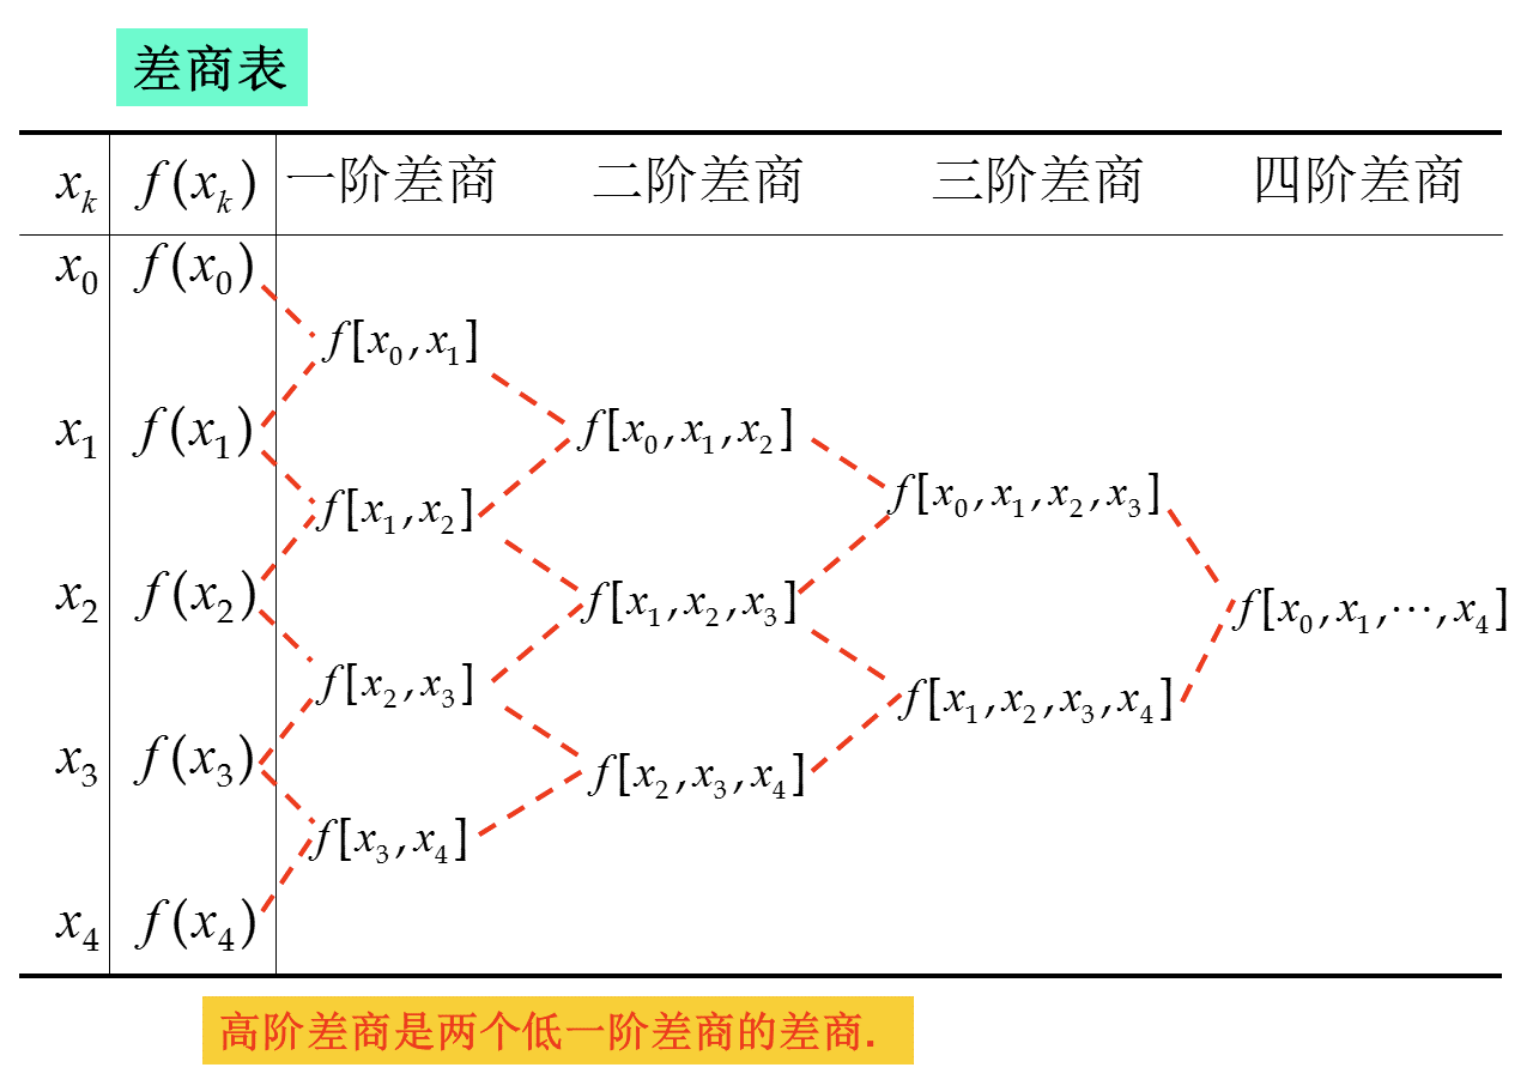 差商表
x_k f(x_k) 一阶差商 二阶差商 三阶差商 四阶差商
x_0 f(x_0)
f[x_0,x_1]
x_1 f(x_1) f[x_0,x_1,x_2]
f[x_1,x_2] f[x_0,x_1,x_2,x_3]
x_2 f(x_2) f[x_1,x_2,x_3] f[x_0,x_1,⋯,x_4]
f[x_2,x_3] f[x_1,x_2,x_3,x_4]
x_3 f(x_3) f[x_2,x_3,x_4]
f[x_3,x_4]
x_4 f(x_4)
高阶差商是两个低一阶差商的差商.